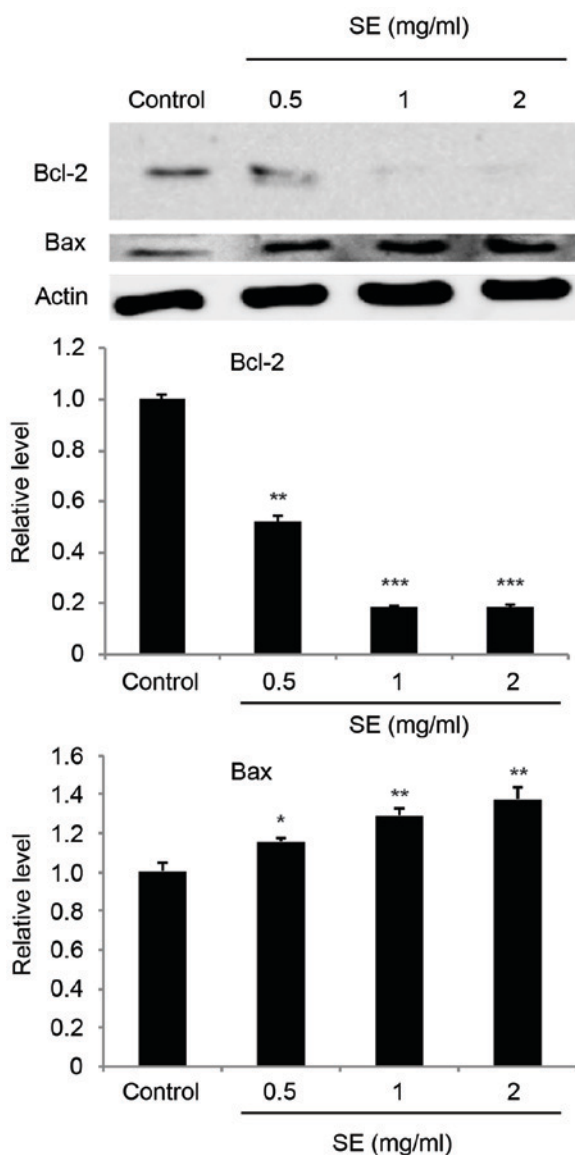 SE (mg/ml)
Control 0.5 1 2
Bcl-2
Bax
Actin
Bcl-2
Relative level
1.2
1.0
0.8
0.6
0.4
0.2
0
**
***
***
Control 0.5 1 2
SE (mg/ml)
Bax
Relative level
1.6
1.4
1.2
1.0
0.8
0.6
0.4
0.2
0
*
**
**
Control 0.5 1 2
SE (mg/ml)